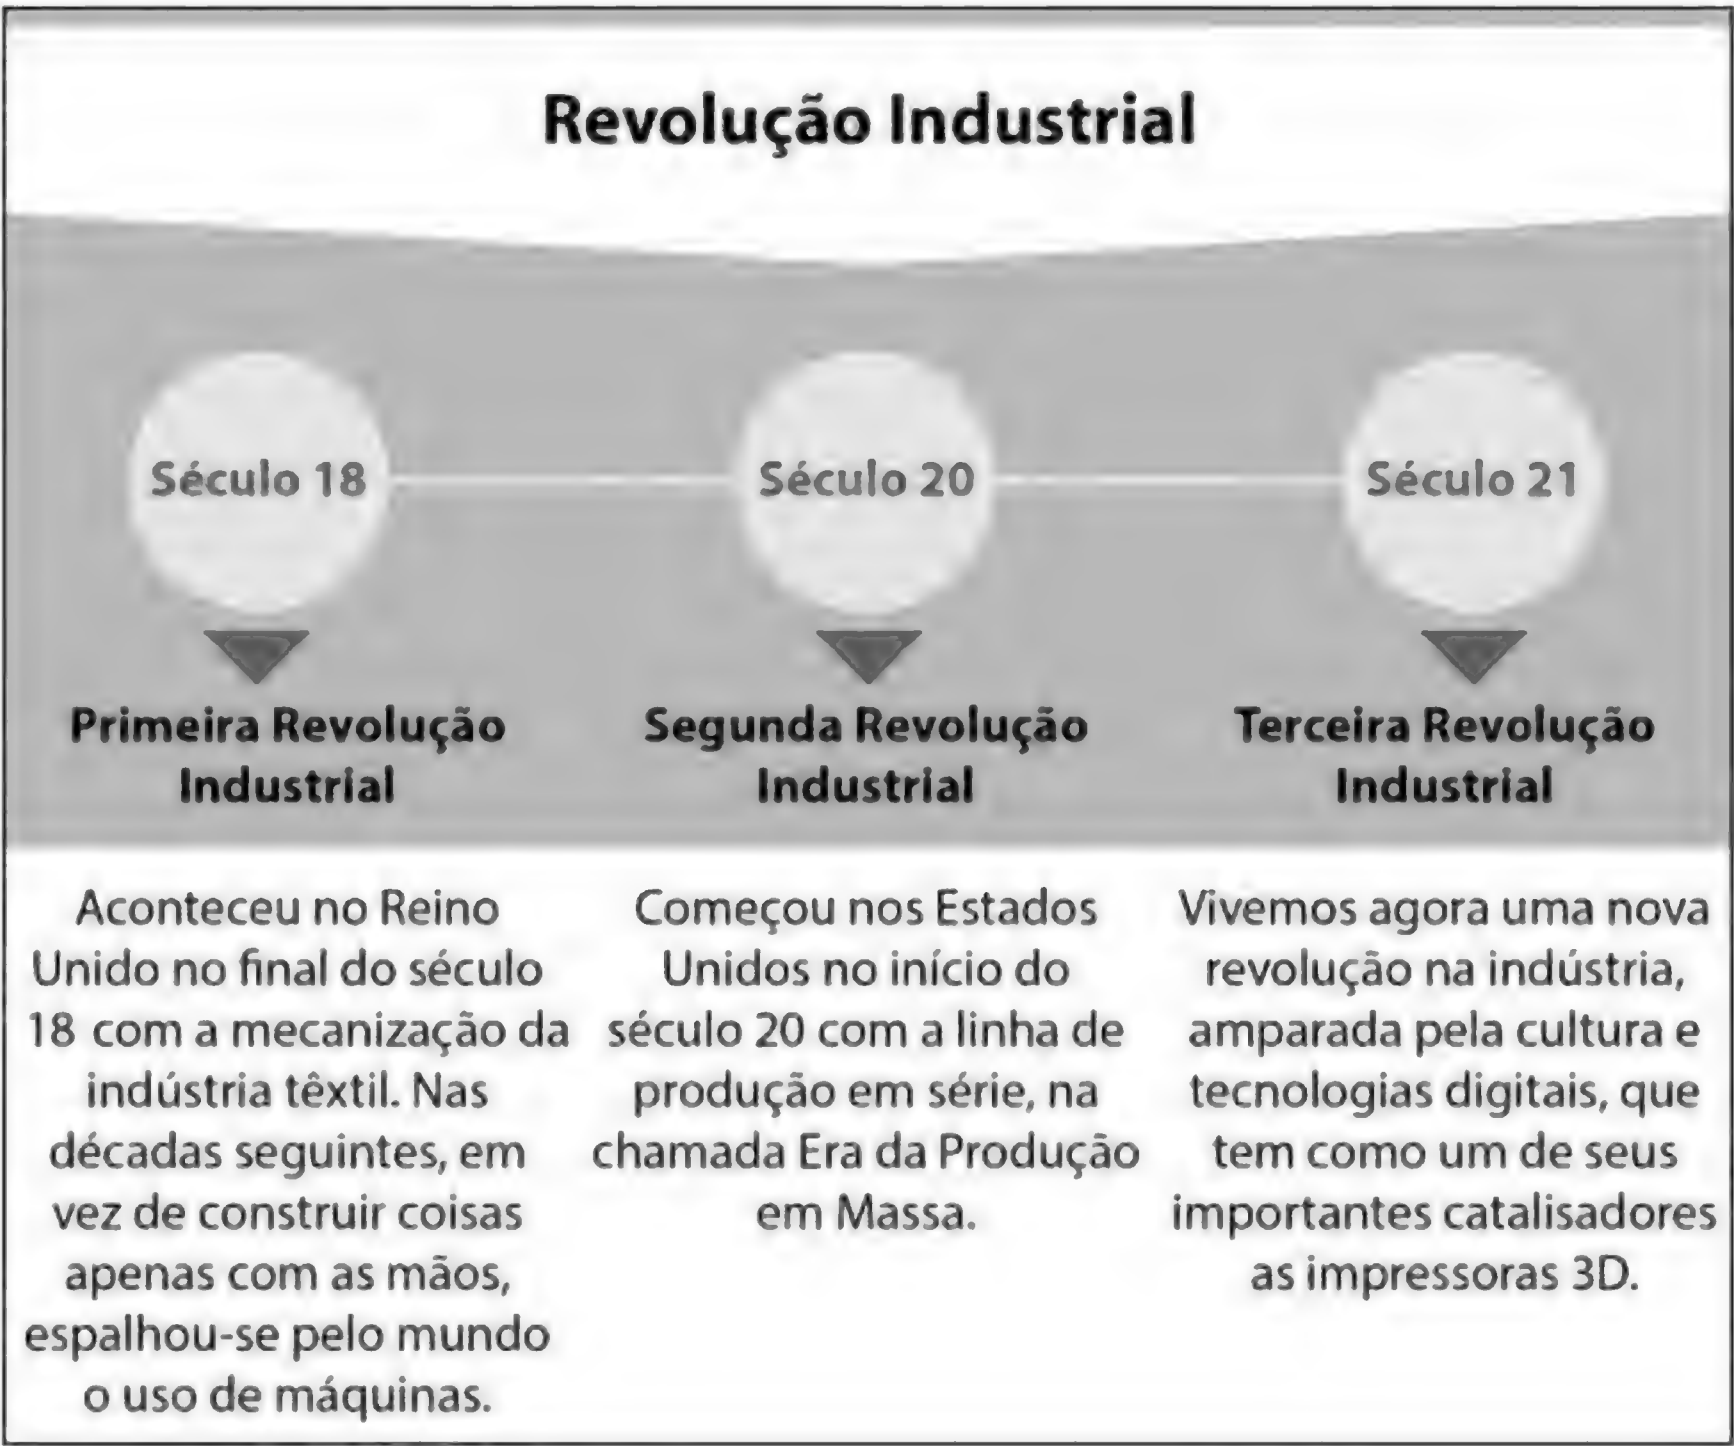 Revolução Industrial
Século 18
Século 20
Século 21
Primeira Revolução
Industrial
Segunda Revolução
Industrial
Terceira Revolução
Industrial
Aconteceu no Reino
Unido no final do século
18 com a mecanização da
indústria têxtil. Nas
décadas seguintes, em
vez de construir coisas
apenas com as mãos,
espalhou-se pelo mundo
o uso de máquinas.
Começou nos Estados
Unidos no início do
século 20 com a linha de
produção em série, na
chamada Era da Produção
em Massa.
Vivemos agora uma nova
revolução na indústria,
amparada pela cultura e
tecnologias digitais, que
tem como um de seus
importantes catalisadores
as impressoras 3D.